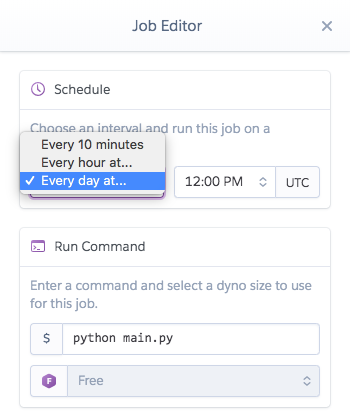 Job Editor
Schedule
Choose an interval and run this job on a
Every 10 minutes
Every hour at...
✓ Every day at...
12:00 PM
UTC
Run Command
Enter a command and select a dyno size to use
for this job.
$ python main.py
F Free